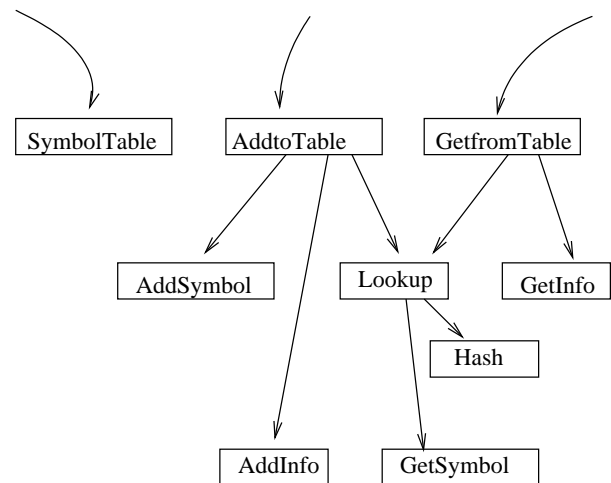 SymbolTable
AddtoTable
GetfromTable
AddSymbol
Lookup
GetInfo
Hash
AddInfo
GetSymbol